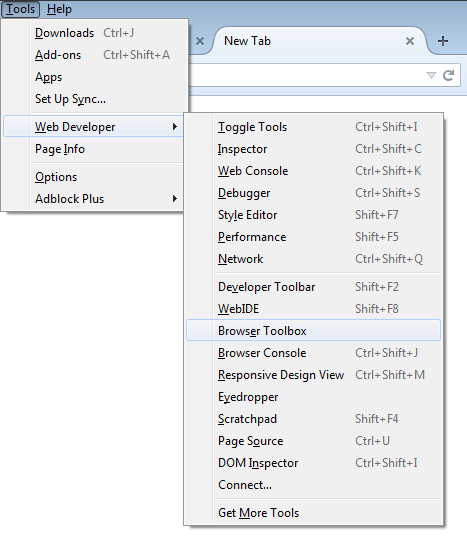 Tools Help
New Tab
Downloads Ctrl+J
Add-ons Ctrl+Shift+A
Apps
Set Up Sync...
Web Developer
Page Info
Options
Adblock Plus
Toggle Tools Ctrl+Shift+I
Inspector Ctrl+Shift+C
Web Console Ctrl+Shift+K
Debugger Ctrl+Shift+S
Style Editor Shift+F7
Performance Shift+F5
Network Ctrl+Shift+Q
Developer Toolbar Shift+F2
WebIDE Shift+F8
Browser Toolbox
Browser Console Ctrl+Shift+J
Responsive Design View Ctrl+Shift+M
Eyedropper
Scratchpad Shift+F4
Page Source Ctrl+U
DOM Inspector Ctrl+Shift+I
Connect...
Get More Tools